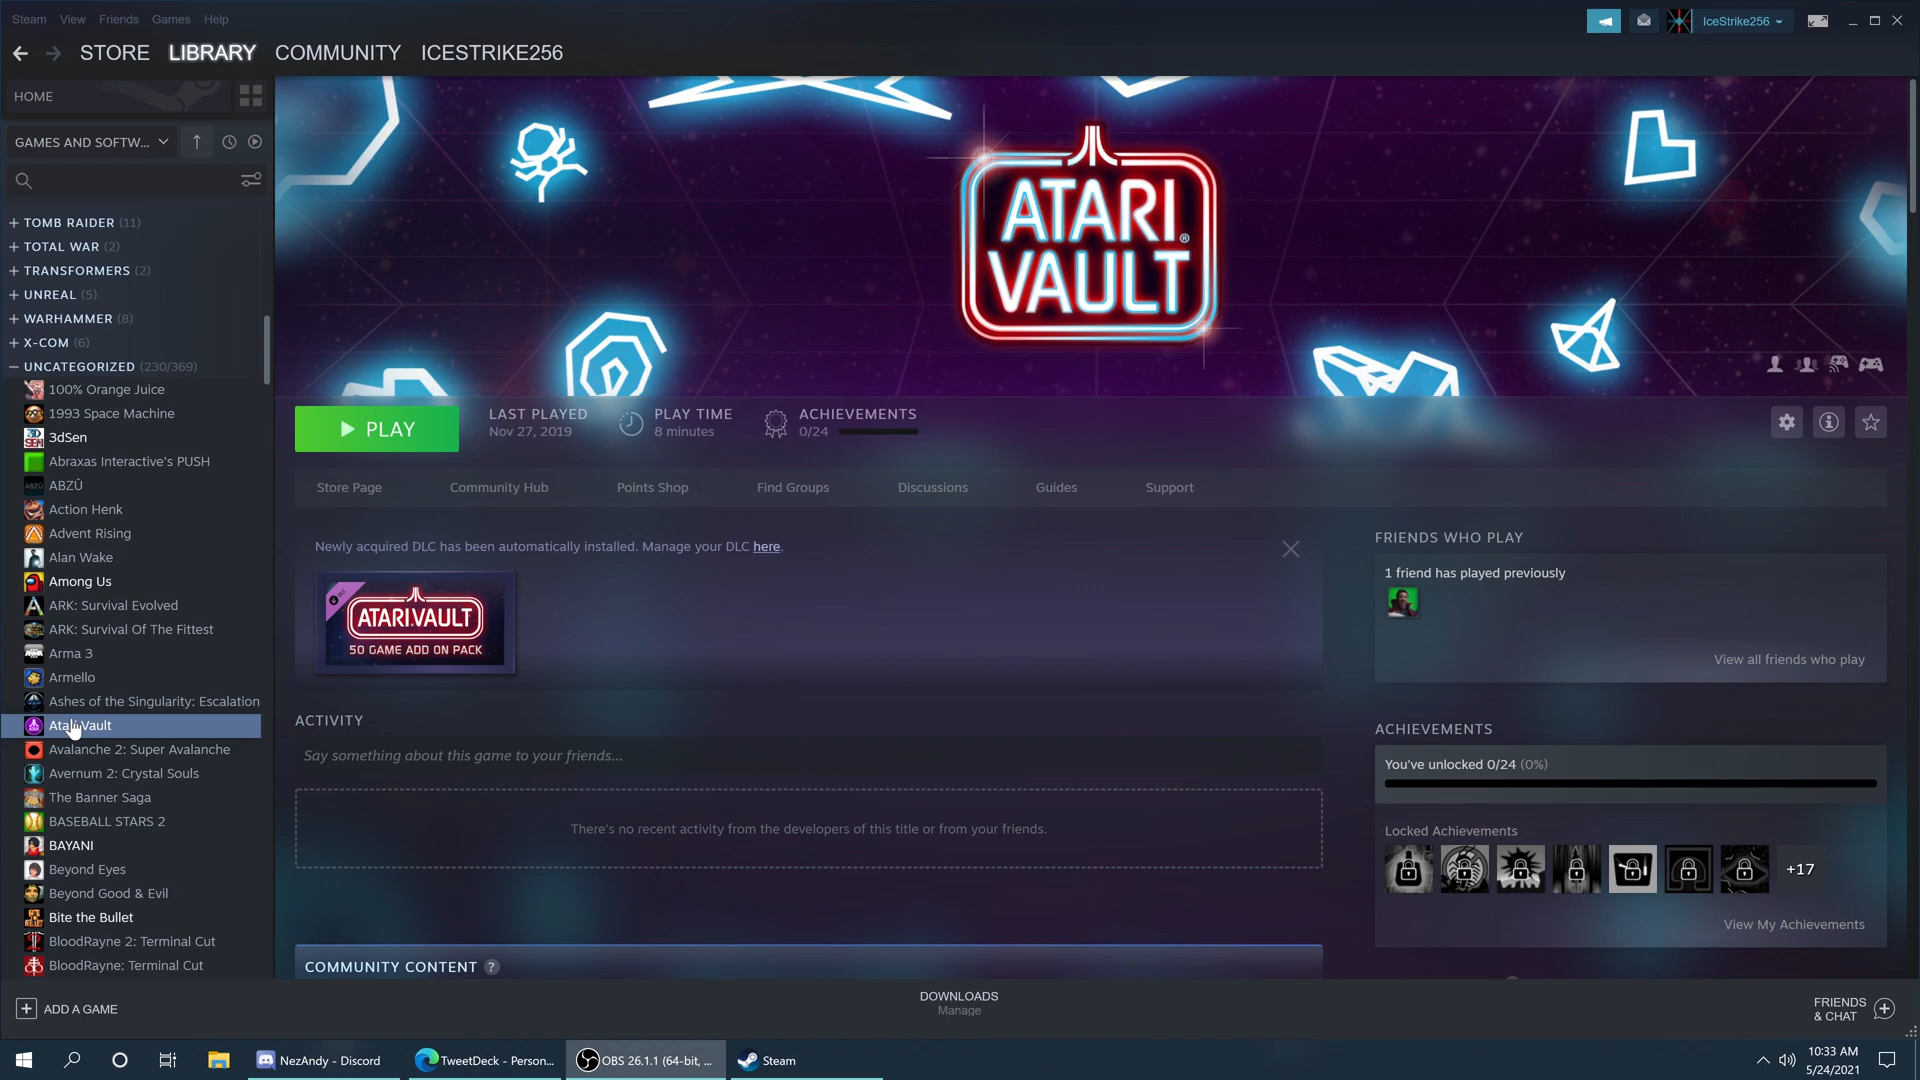 Steam View Friends Games Help
IceStrike256
STORE LIBRARY COMMUNITY ICESTRIKE256
HOME
GAMES AND SOFTW...
+ TOMB RAIDER (11)
+ TOTAL WAR (2)
+ TRANSFORMERS (2)
+ UNREAL (5)
+ WARHAMMER (8)
+ X-COM (6)
— UNCATEGORIZED (230/369)
100% Orange Juice
1993 Space Machine
3dSen
Abraxas Interactive's PUSH
ABZÛ
Action Henk
Advent Rising
Alan Wake
Among Us
ARK: Survival Evolved
ARK: Survival Of The Fittest
Arma 3
Armello
Ashes of the Singularity: Escalation
Atari Vault
Avalanche 2: Super Avalanche
Avernum 2: Crystal Souls
The Banner Saga
BASEBALL STARS 2
BAYANI
Beyond Eyes
Beyond Good & Evil
Bite the Bullet
BloodRayne 2: Terminal Cut
BloodRayne: Terminal Cut
ATARI®
VAULT
PLAY
LAST PLAYED
Nov 27, 2019
PLAY TIME
8 minutes
ACHIEVEMENTS
0/24
Store Page Community Hub Points Shop Find Groups Discussions Guides Support
Newly acquired DLC has been automatically installed. Manage your DLC here.
DLC
ATARI VAULT
50 GAME ADD ON PACK
ACTIVITY
Say something about this game to your friends...
There's no recent activity from the developers of this title or from your friends.
COMMUNITY CONTENT ?
FRIENDS WHO PLAY
1 friend has played previously
View all friends who play
ACHIEVEMENTS
You've unlocked 0/24 (0%)
Locked Achievements
+17
View My Achievements
+ ADD A GAME
DOWNLOADS
Manage
FRIENDS
& CHAT
NezAndy - Discord
TweetDeck - Person...
OBS 26.1.1 (64-bit, ...
Steam
10:33 AM
5/24/2021